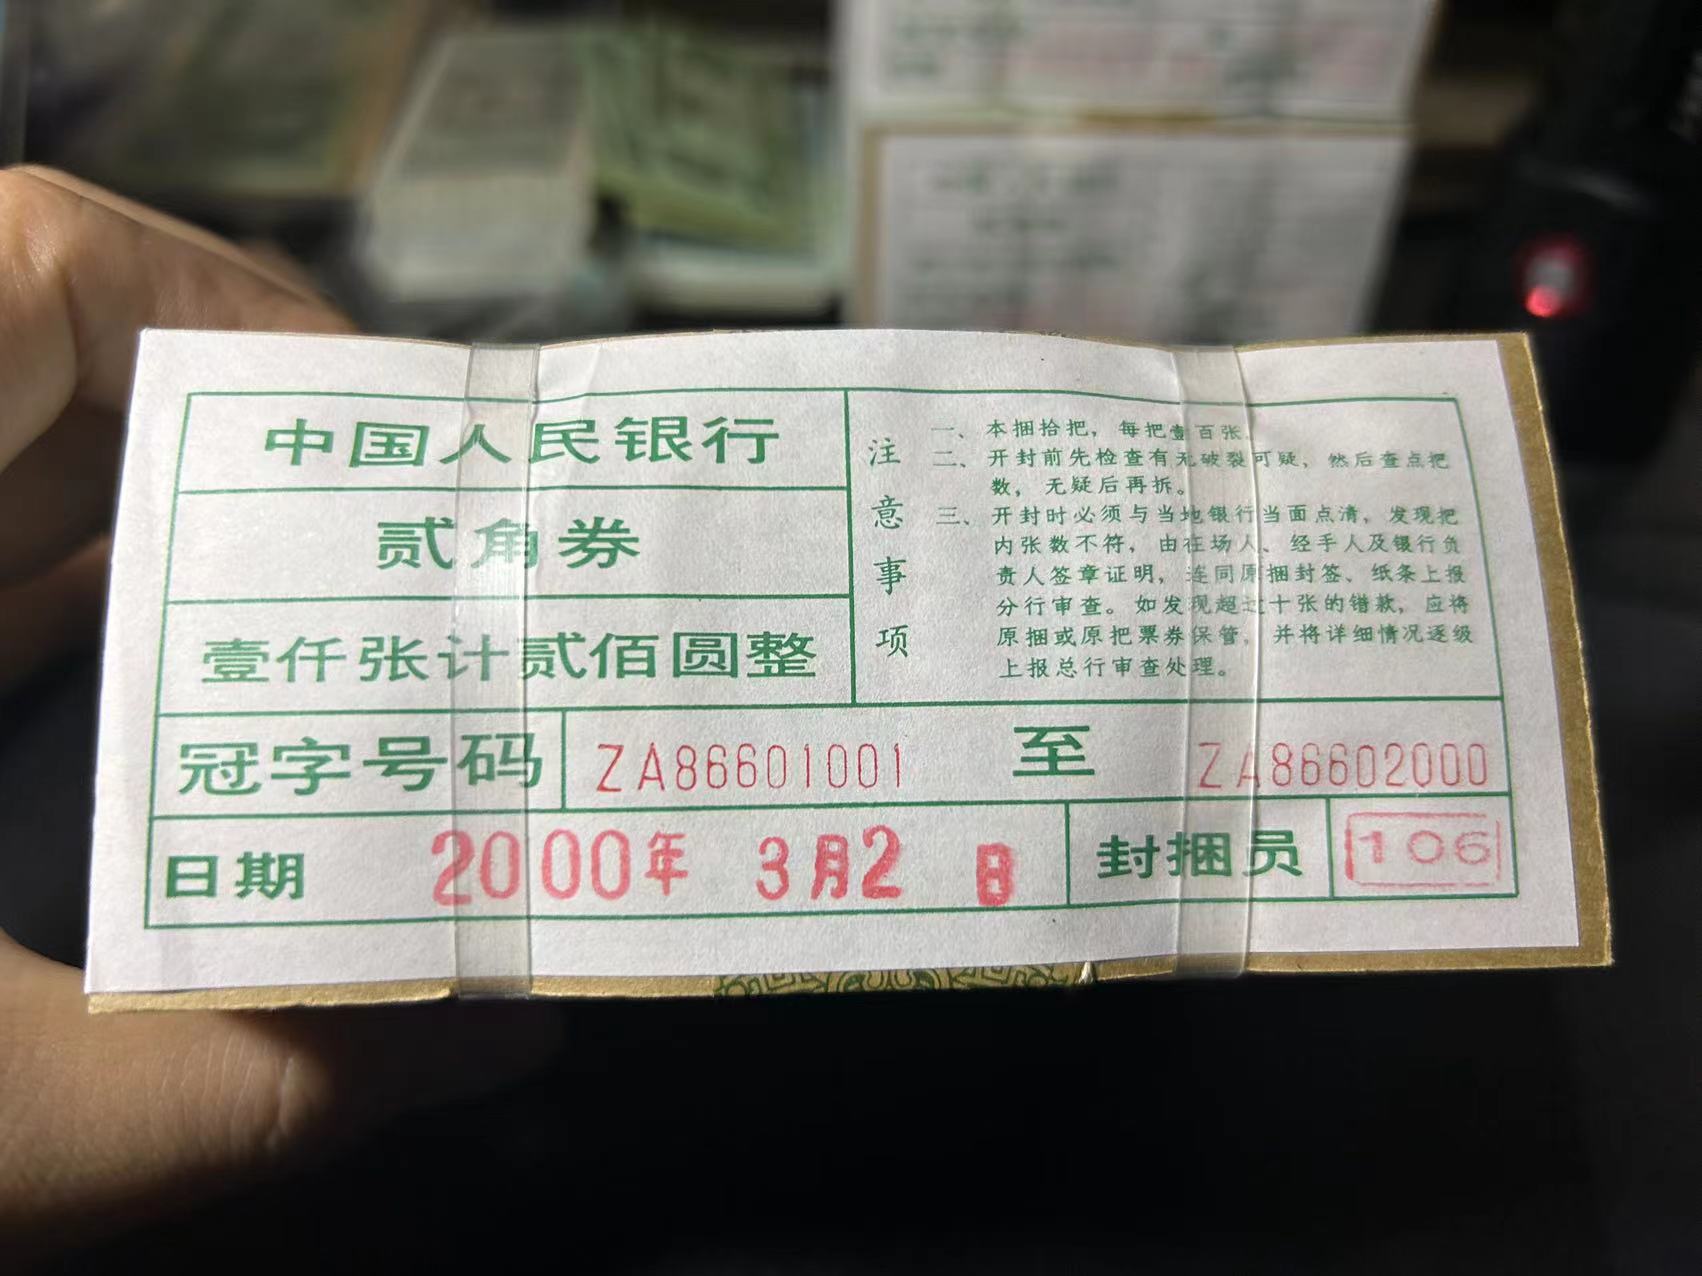 中国人民银行
贰角券
壹仟张计贰佰圆整
注意事项
一、本捆拾把，每把壹百张。
二、开封前先检查有无破裂可疑，然后查点把
数，无疑后再拆。
三、开封时必须与当地银行当面点清，发现把
内张数不符，由在场人、经手人及银行负
责人签章证明，连同原捆封签、纸条上报
分行审查。如发现超过十张的错款，应将
原捆或原把票券保管，并将详细情况逐级
上报总行审查处理。
冠字号码 ZA86601001 至 ZA86602000
日期 2000年 3月2日 封捆员 106